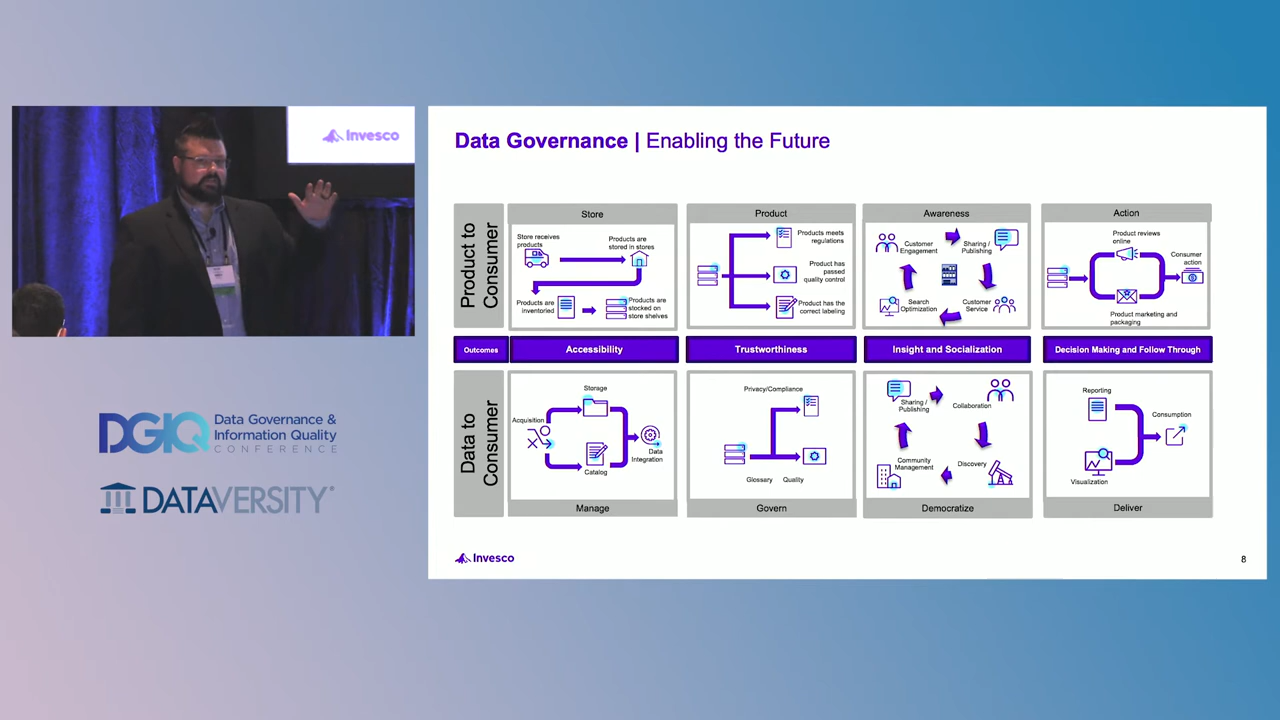 Invesco
DGIQ
Data Governance &
Information Quality
CONFERENCE
DATAVERSITY
Data Governance | Enabling the Future
Product to
Consumer
Store
Store receives
products
Products are
stored in stores
Products are
inventoried
Products are
stocked on
store shelves
Product
Products meets
regulations
Product has
passed
quality control
Product has the
correct labeling
Awareness
Customer
Engagement
Sharing /
Publishing
Search
Optimization
Customer
Service
Action
Product reviews
online
Consumer
action
Product marketing and
packaging
Outcomes
Accessibility
Trustworthiness
Insight and Socialization
Decision Making and Follow Through
Data to
Consumer
Storage
Acquisition
Data
Integration
Catalog
Manage
Privacy/Compliance
Glossary
Quality
Govern
Sharing /
Publishing
Collaboration
Community
Management
Discovery
Democratize
Reporting
Consumption
Visualization
Deliver
Invesco
8